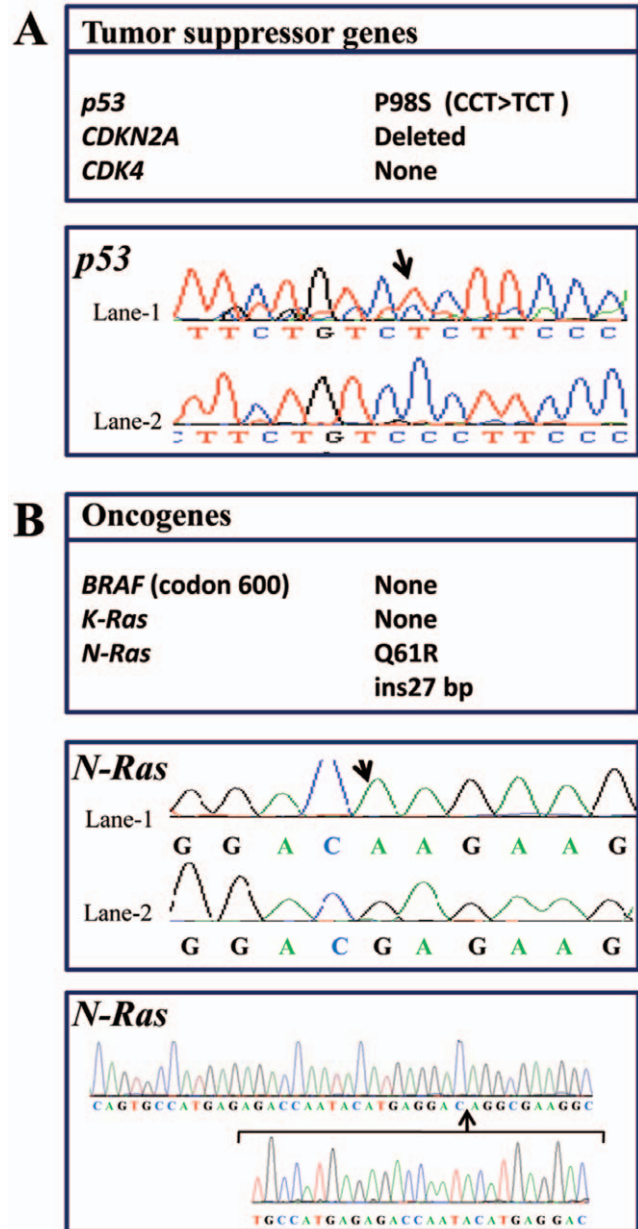 A
Tumor suppressor genes
p53 P98S (CCT>TCT )
CDKN2A Deleted
CDK4 None
p53
Lane-1
T T C T G T C T C T T C C C
Lane-2
C T T C T G T C C C T T C C C
B
Oncogenes
BRAF (codon 600) None
K-Ras None
N-Ras Q61R
ins27 bp
N-Ras
Lane-1
G G A C A A G A A G
Lane-2
G G A C G A G A A G
N-Ras
CAGTGCCATGAGAGACCAATACATGAGGACAGGCGAAGGC
TGCCATGAGAGACCAATACATGAGGAC